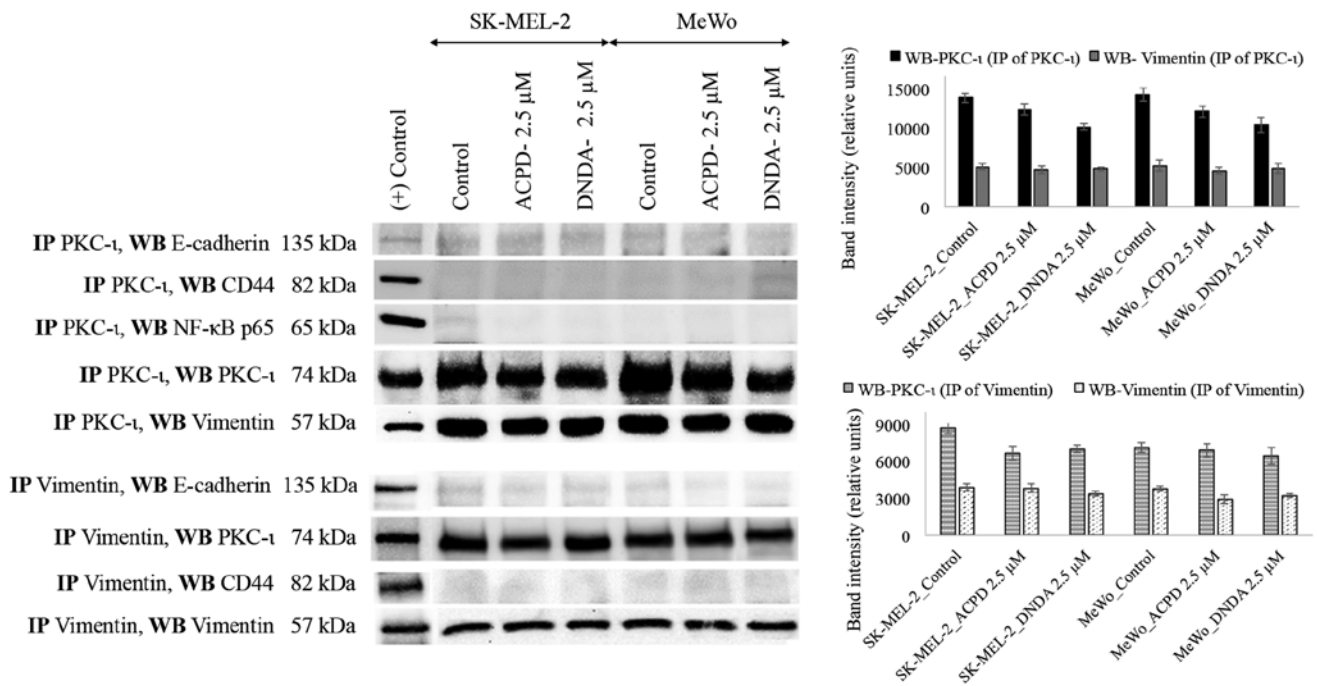 SK-MEL-2 MeWo
(+) Control
Control
ACPD- 2.5 µM
DNDA- 2.5 µM
Control
ACPD- 2.5 µM
DNDA- 2.5 µM
IP PKC-ι, WB E-cadherin 135 kDa
IP PKC-ι, WB CD44 82 kDa
IP PKC-ι, WB NF-κB p65 65 kDa
IP PKC-ι, WB PKC-ι 74 kDa
IP PKC-ι, WB Vimentin 57 kDa
IP Vimentin, WB E-cadherin 135 kDa
IP Vimentin, WB PKC-ι 74 kDa
IP Vimentin, WB CD44 82 kDa
IP Vimentin, WB Vimentin 57 kDa
WB-PKC-ι (IP of PKC-ι) WB- Vimentin (IP of PKC-ι)
Band intensity (relative units)
15000
10000
5000
0
SK-MEL-2_Control
SK-MEL-2_ACPD 2.5 µM
SK-MEL-2_DNDA 2.5 µM
MeWo_Control
MeWo_ACPD 2.5 µM
MeWo_DNDA 2.5 µM
WB-PKC-ι (IP of Vimentin) WB-Vimentin (IP of Vimentin)
Band intensity (relative units)
9000
6000
3000
0
SK-MEL-2_Control
SK-MEL-2_ACPD 2.5 µM
SK-MEL-2_DNDA 2.5 µM
MeWo_Control
MeWo_ACPD 2.5 µM
MeWo_DNDA 2.5 µM